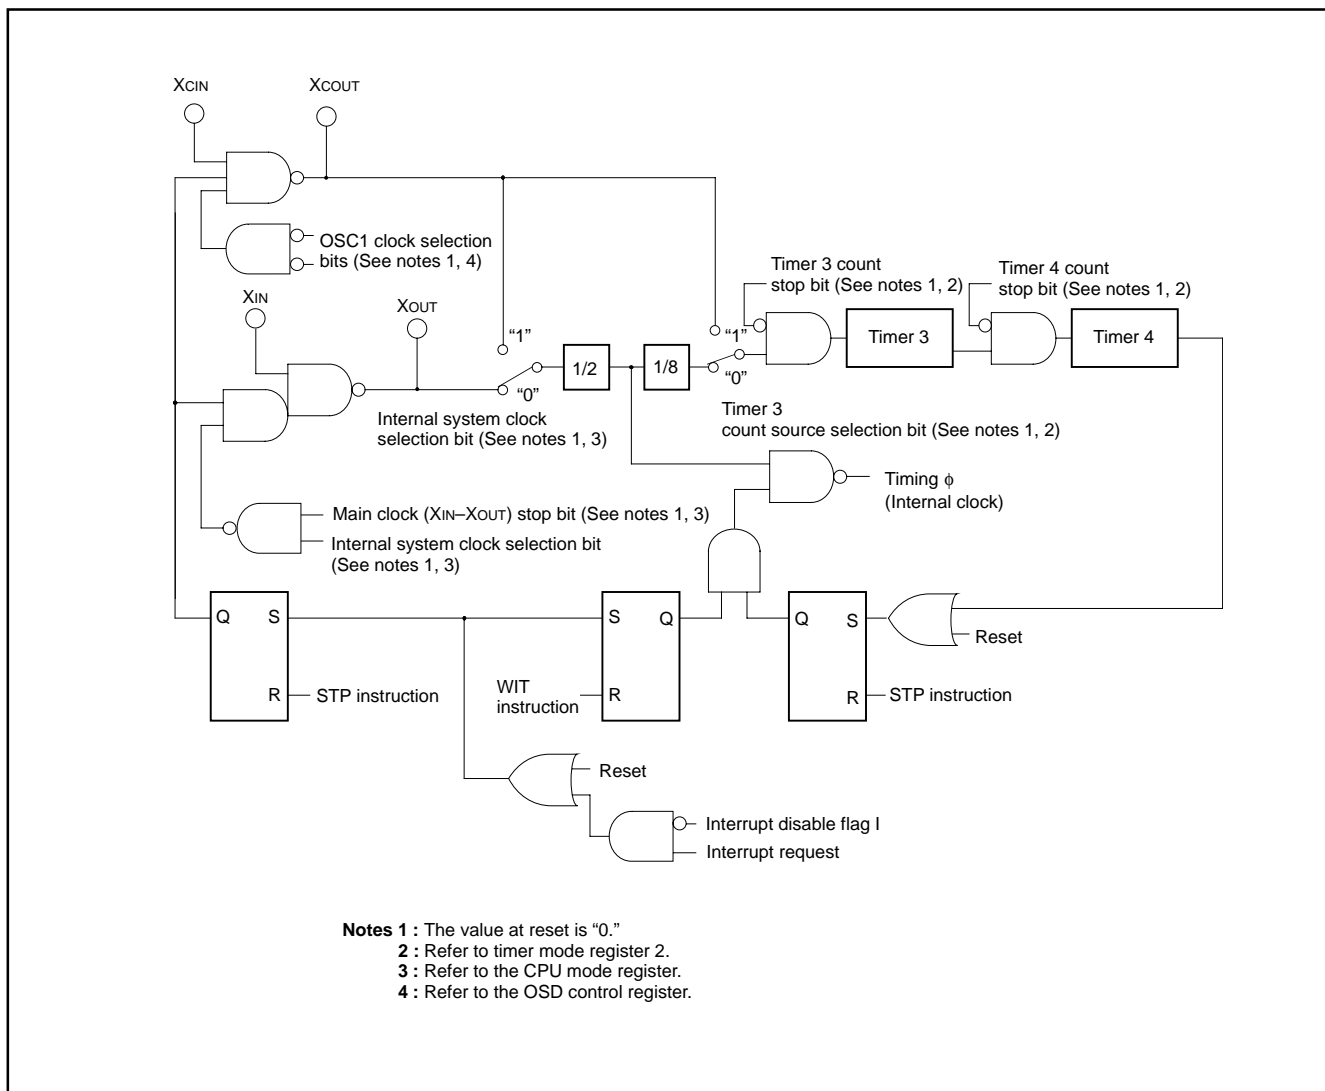 XCIN
XCOUT
OSC1 clock selection
bits (See notes 1, 4)
XIN
XOUT
“1”
“0”
1/2
1/8
“1”
“0”
Timer 3 count
stop bit (See notes 1, 2)
Timer 4 count
stop bit (See notes 1, 2)
Timer 3
Timer 4
Internal system clock
selection bit (See notes 1, 3)
Timer 3
count source selection bit (See notes 1, 2)
Timing ϕ
(Internal clock)
Main clock (XIN–XOUT) stop bit (See notes 1, 3)
Internal system clock selection bit
(See notes 1, 3)
Q
S
R
STP instruction
S
Q
R
WIT
instruction
Q
S
R
Reset
STP instruction
Reset
Interrupt disable flag I
Interrupt request
Notes 1 : The value at reset is “0.”
2 : Refer to timer mode register 2.
3 : Refer to the CPU mode register.
4 : Refer to the OSD control register.